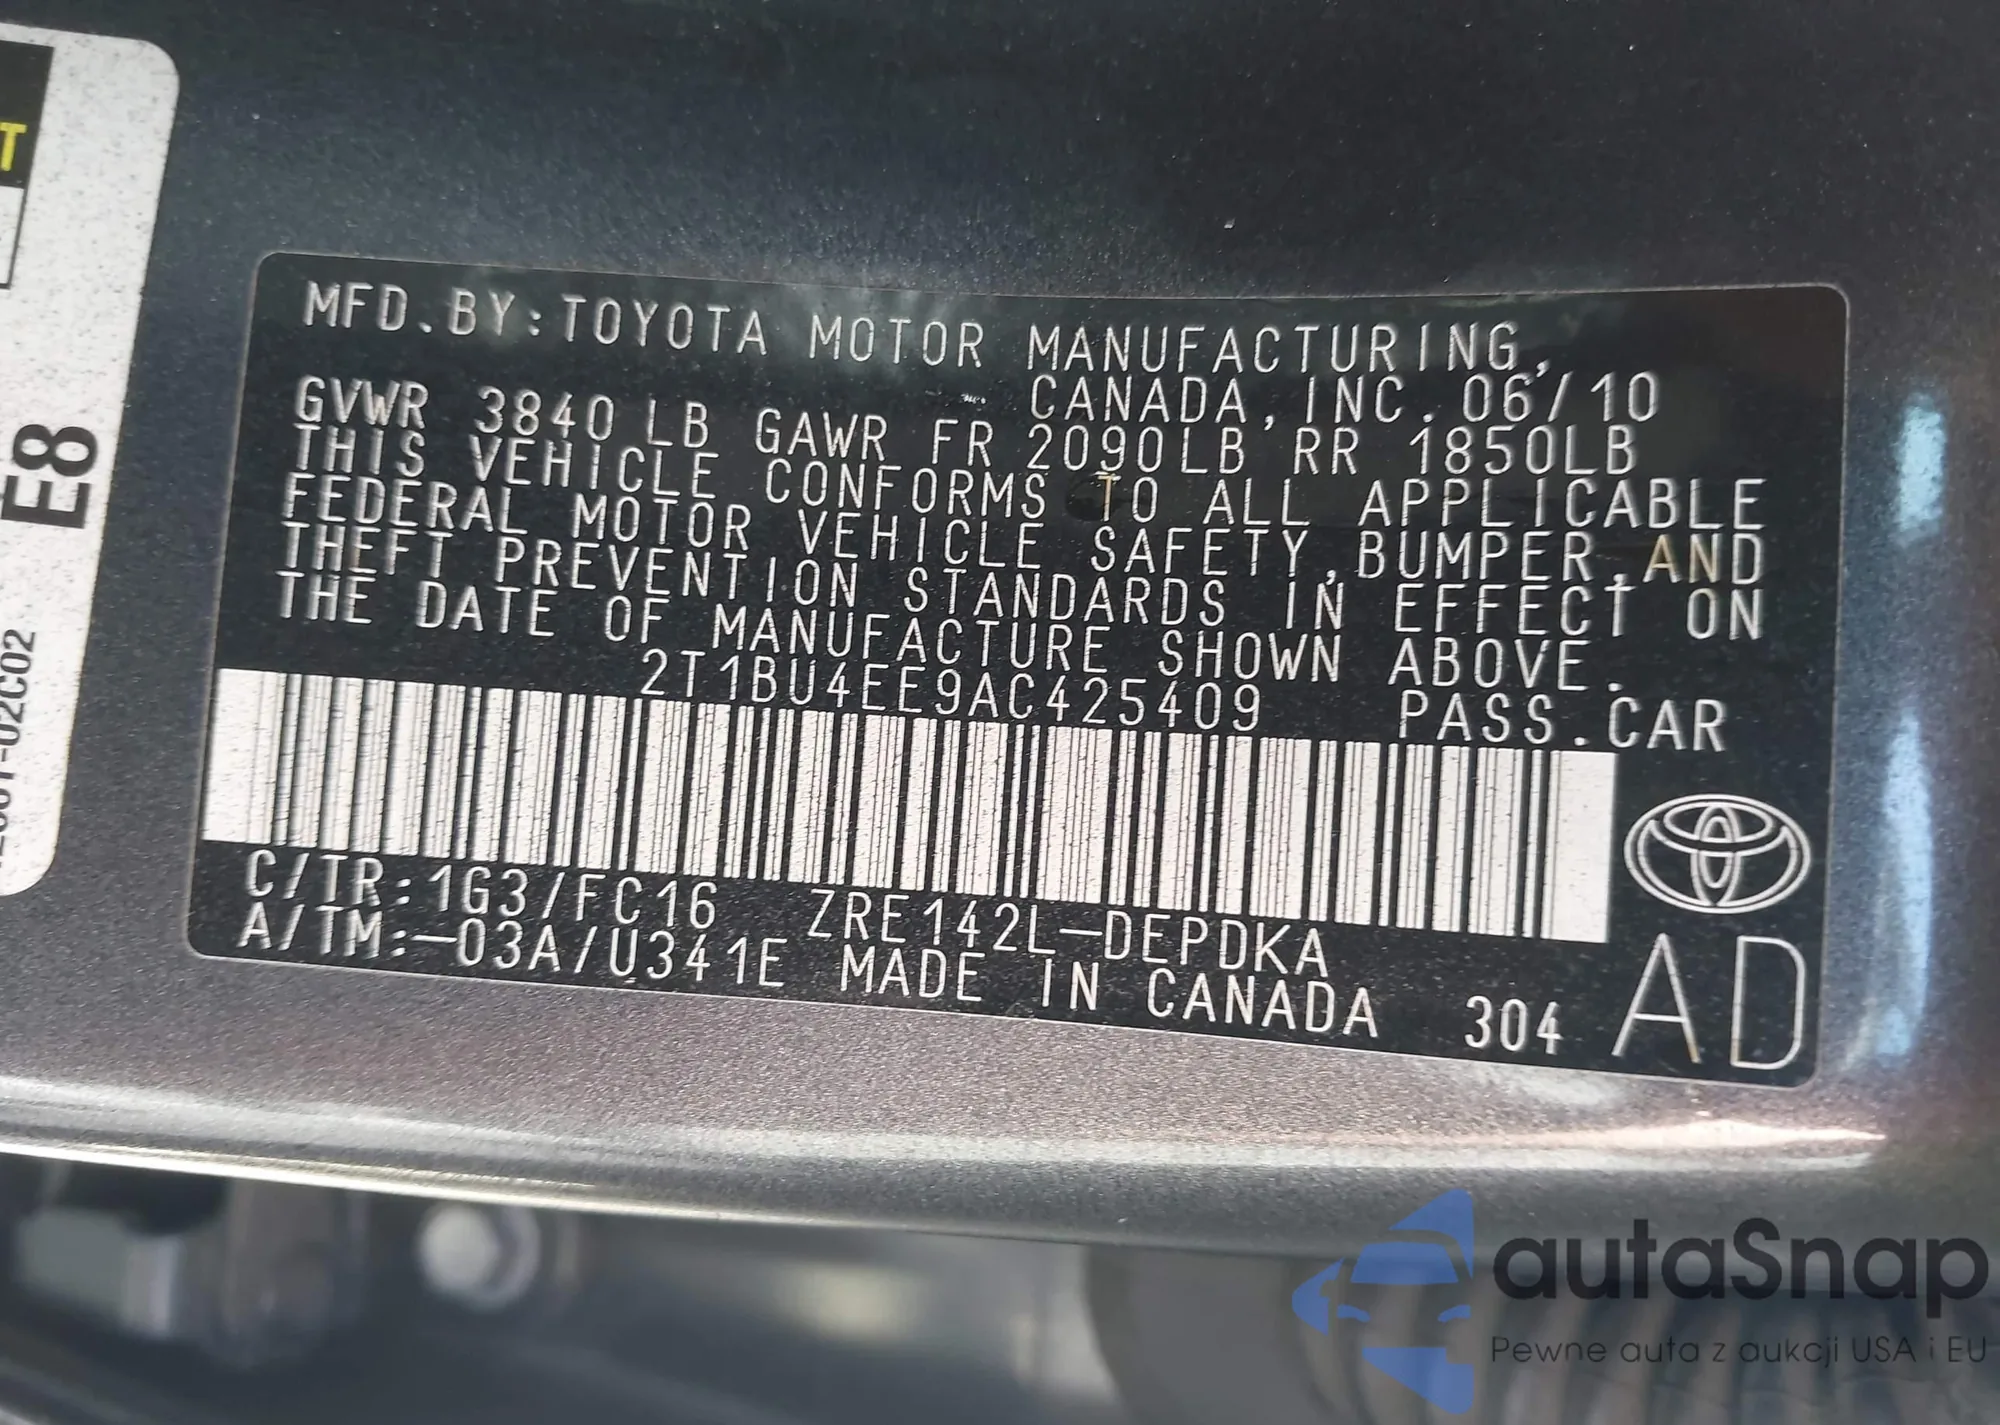 T
E8
MFD.BY:TOYOTA MOTOR MANUFACTURING,
CANADA,INC. 06/10
GVWR 3840 LB GAWR FR 2090LB RR 1850LB
THIS VEHICLE CONFORMS TO ALL APPLICABLE
FEDERAL MOTOR VEHICLE SAFETY,BUMPER,AND
THEFT PREVENTION STANDARDS IN EFFECT ON
THE DATE OF MANUFACTURE SHOWN ABOVE.
2T1BU4EE9AC425409 PASS.CAR
C/TR:1G3/FC16 ZRE142L-DEPDKA
A/TM:-03A/U341E MADE IN CANADA 304
AD
autaSnap
Pewne auta z aukcji USA i EU